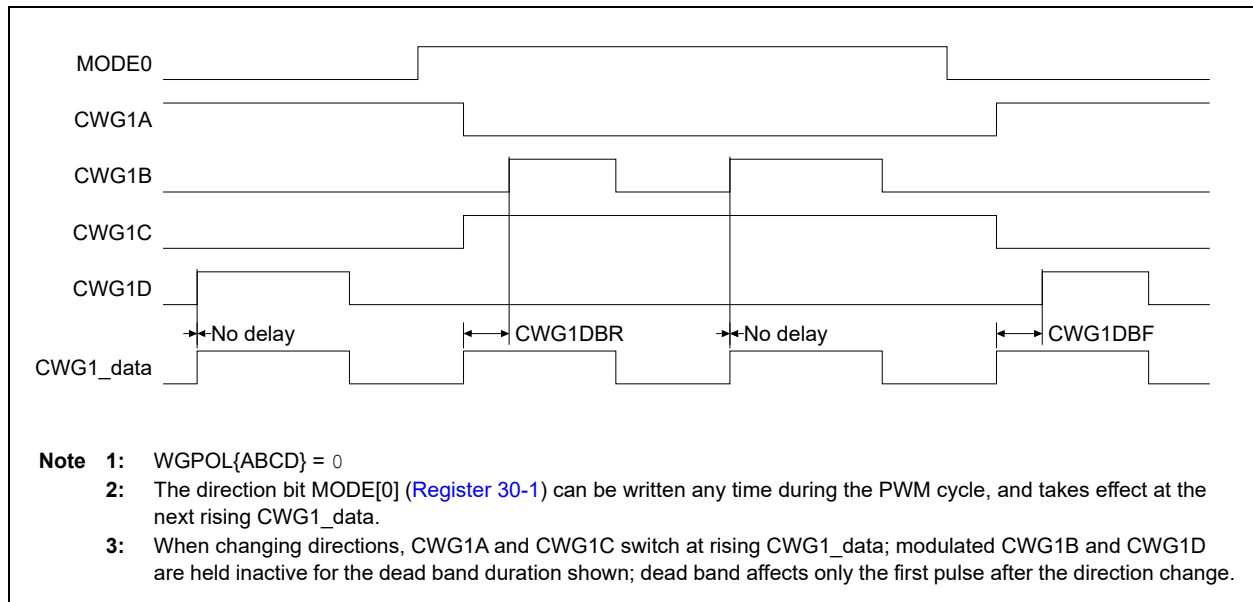 MODE0
CWG1A
CWG1B
CWG1C
CWG1D
No delay CWG1DBR No delay CWG1DBF
CWG1_data
Note 1: WGPOL{ABCD} = 0
2: The direction bit MODE[0] (Register 30-1) can be written any time during the PWM cycle, and takes effect at the
next rising CWG1_data.
3: When changing directions, CWG1A and CWG1C switch at rising CWG1_data; modulated CWG1B and CWG1D
are held inactive for the dead band duration shown; dead band affects only the first pulse after the direction change.